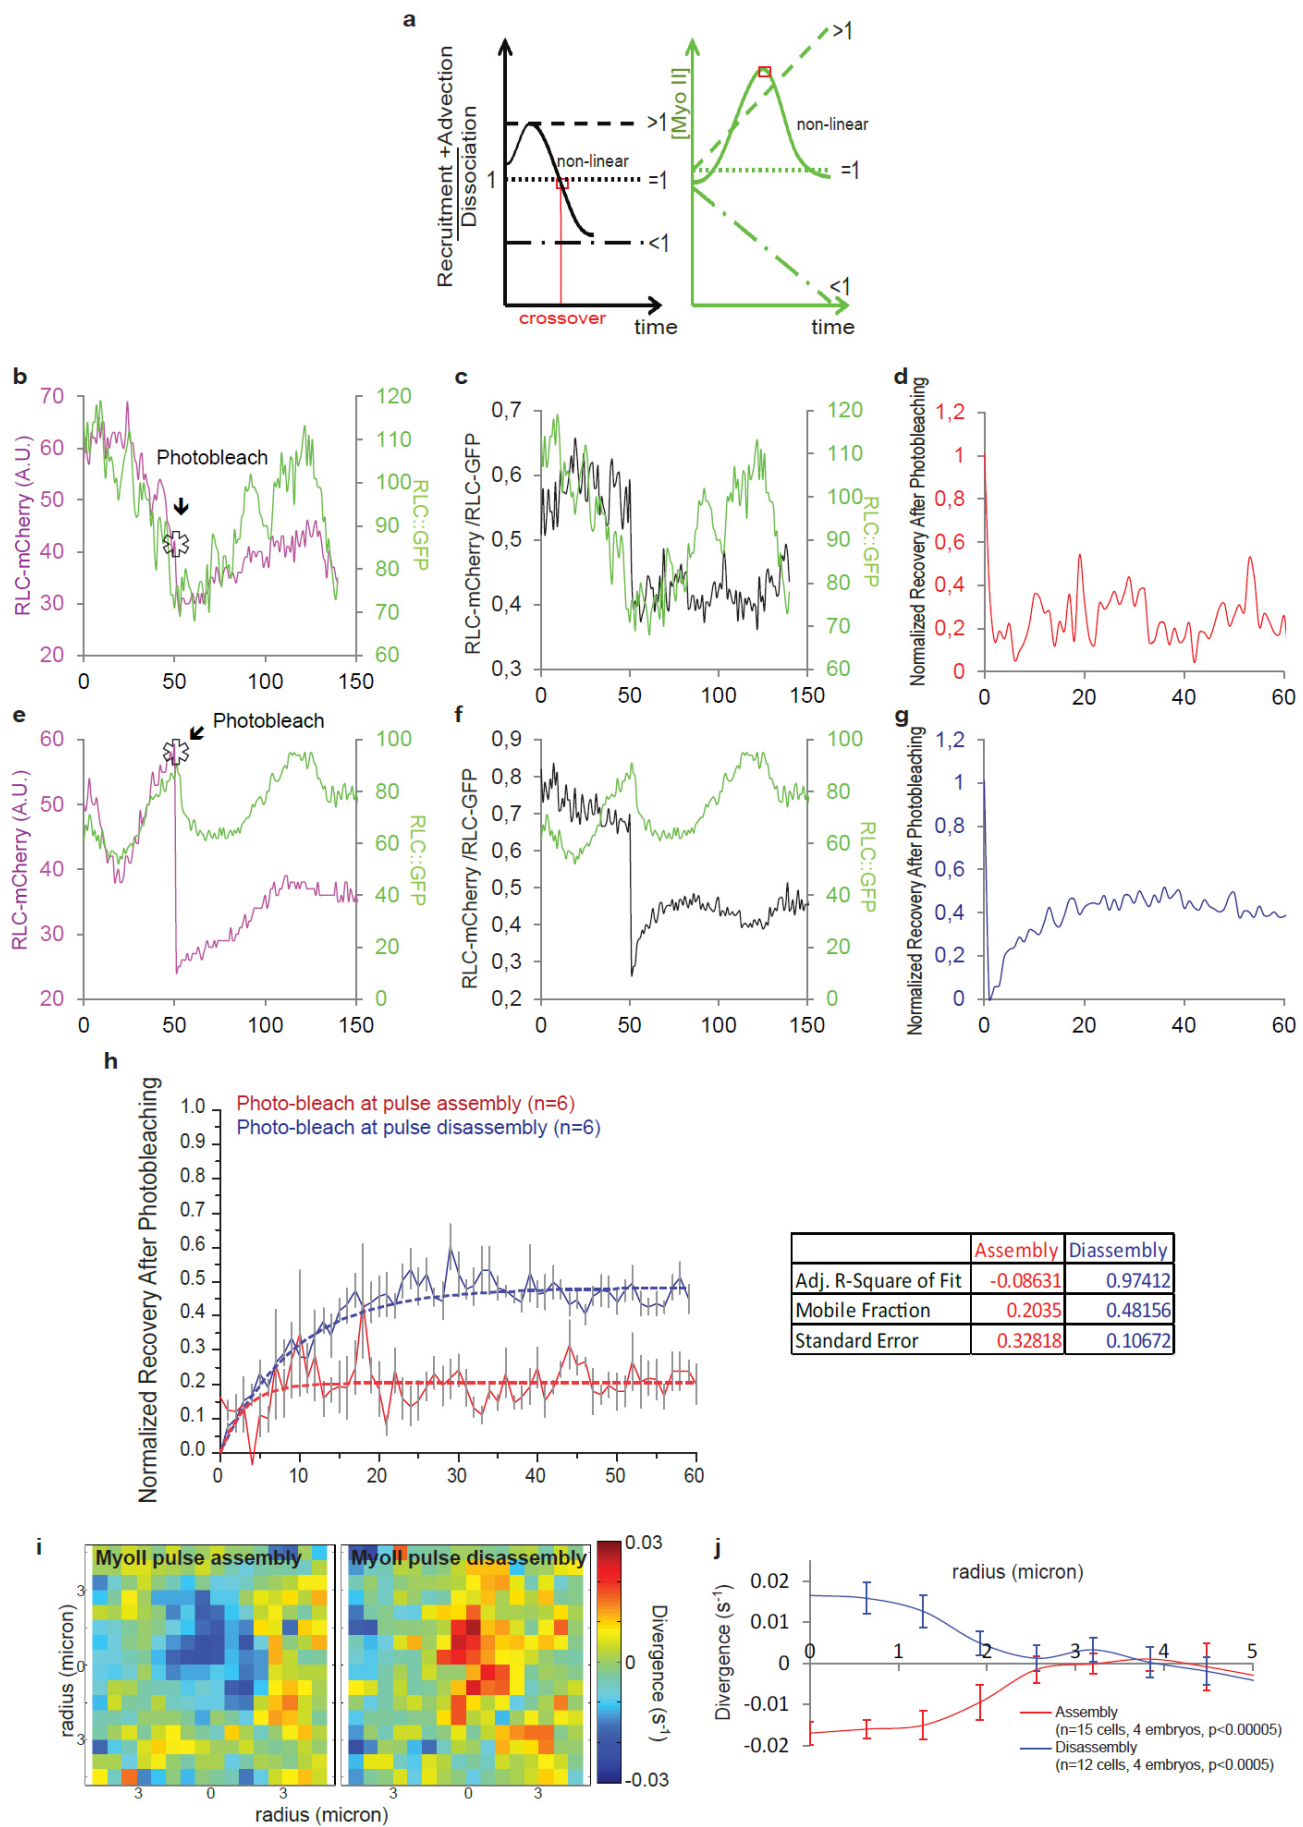 a
Recruitment +Advection
Dissociation
1
>1
non-linear
=1
<1
crossover
time
[Myo II]
>1
non-linear
=1
<1
time
b
RLC-mCherry (A.U.)
70
60
50
40
30
20
Photobleach
120
110
100
90
80
70
60
RLC::GFP
0
50
100
150
c
RLC-mCherry /RLC-GFP
0,7
0,6
0,5
0,4
0,3
120
110
100
90
80
70
60
RLC::GFP
0
50
100
150
d
Normalized Recovery After Photobleaching
1,2
1
0,8
0,6
0,4
0,2
0
0
20
40
60
e
RLC-mCherry (A.U.)
60
50
40
30
20
Photobleach
100
80
60
40
20
0
RLC::GFP
0
50
100
150
f
RLC-mCherry /RLC-GFP
0,9
0,8
0,7
0,6
0,5
0,4
0,3
0,2
100
80
60
40
20
0
RLC::GFP
0
50
100
150
g
Normalized Recovery After Photobleaching
1,2
1
0,8
0,6
0,4
0,2
0
0
20
40
60
h
Normalized Recovery After Photobleaching
Photo-bleach at pulse assembly (n=6)
Photo-bleach at pulse disassembly (n=6)
1.0
0.9
0.8
0.7
0.6
0.5
0.4
0.3
0.2
0.1
0.0
0
10
20
30
40
50
60
Assembly Diassembly
Adj. R-Square of Fit -0.08631 0.97412
Mobile Fraction 0.2035 0.48156
Standard Error 0.32818 0.10672
i
MyoII pulse assembly
MyoII pulse disassembly
radius (micron)
3
0
3
3
0
3
3
0
3
radius (micron)
0.03
0
-0.03
Divergence (s-1)
j
radius (micron)
Divergence (s-1)
0.02
0.01
0
-0.01
-0.02
0
1
2
3
4
5
Assembly
(n=15 cells, 4 embryos, p<0.00005)
Disassembly
(n=12 cells, 4 embryos, p<0.0005)